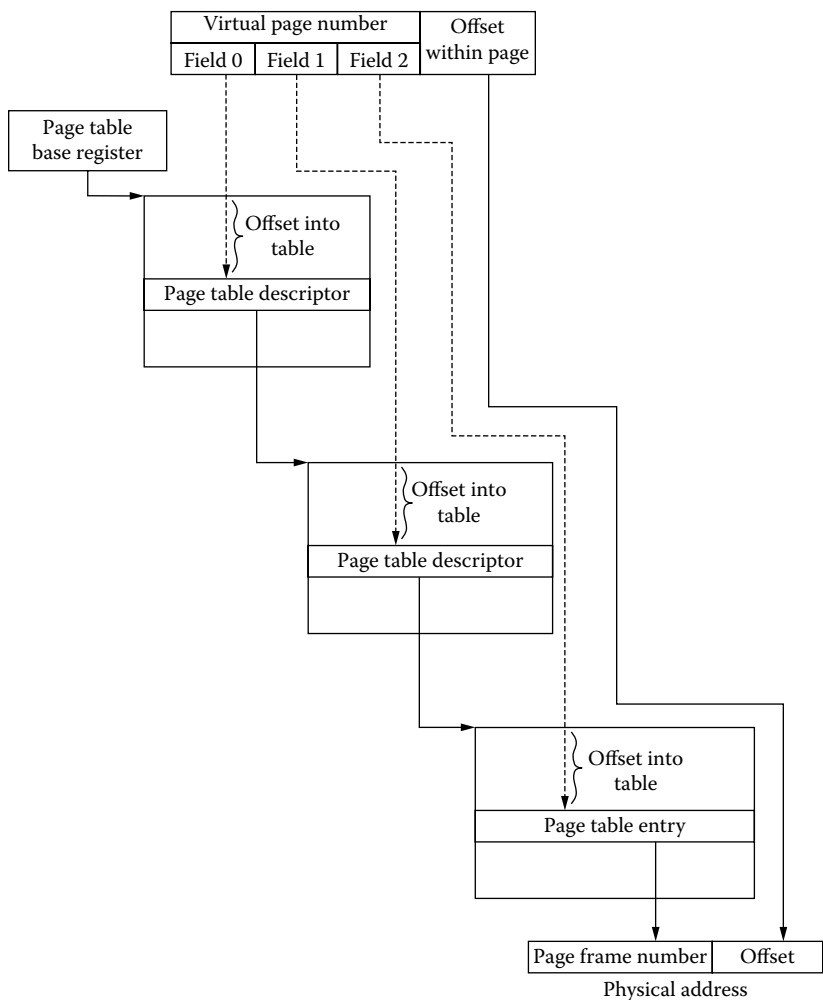 Virtual page number
Offset
within page
Field 0
Field 1
Field 2
Page table
base register
Offset into
table
Page table descriptor
Offset into
table
Page table descriptor
Offset into
table
Page table entry
Page frame number
Offset
Physical address